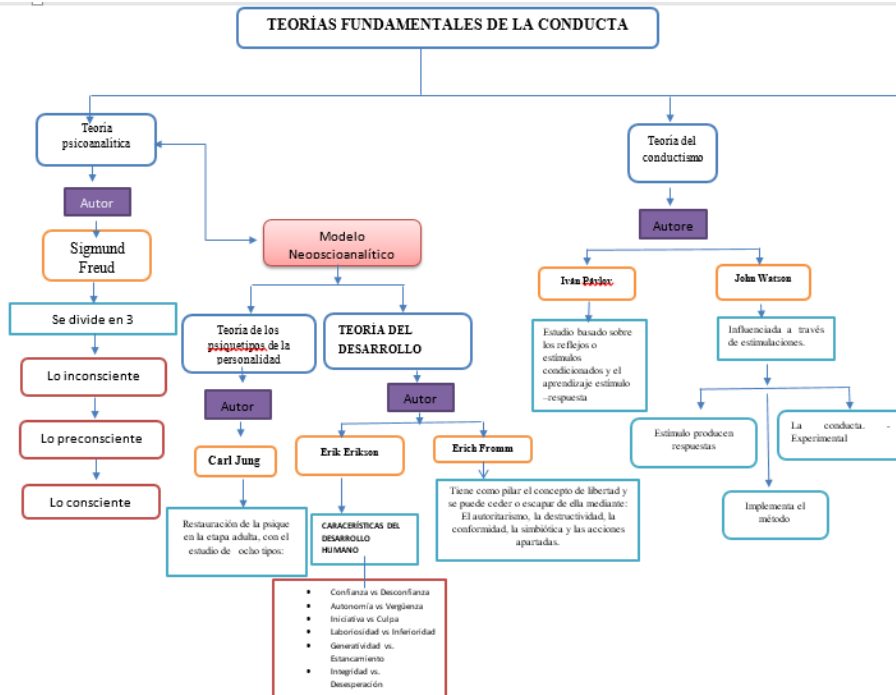 TEORÍAS FUNDAMENTALES DE LA CONDUCTA
Teoría
psicoanalítica
Autor
Sigmund
Freud
Se divide en 3
Lo inconsciente
Lo preconsciente
Lo consciente
Modelo
Neopscioanalítico
Teoría de los
psiquetipos de la
personalidad
Autor
Carl Jung
Restauración de la psique
en la etapa adulta, con el
estudio de ocho tipos:
TEORÍA DEL
DESARROLLO
Autor
Erik Erikson
CARACERÍSTICAS DEL
DESARROLLO
HUMANO
• Confianza vs Desconfianza
• Autonomía vs Vergüenza
• Iniciativa vs Culpa
• Laboriosidad vs Inferioridad
• Generatividad vs.
Estancamiento
• Integridad vs.
Desesperación
Erich Fromm
Tiene como pilar el concepto de libertad y
se puede ceder o escapar de ella mediante:
El autoritarismo, la destructividad, la
conformidad, la simbiótica y las acciones
apartadas.
Teoría del
conductismo
Autore
Iván Pávlov
Estudio basado sobre
los reflejos o
estímulos
condicionados y el
aprendizaje estímulo
–respuesta
John Watson
Influenciada a través
de estimulaciones.
Estímulo producen
respuestas
Implementa el
método
La conducta. -
Experimental